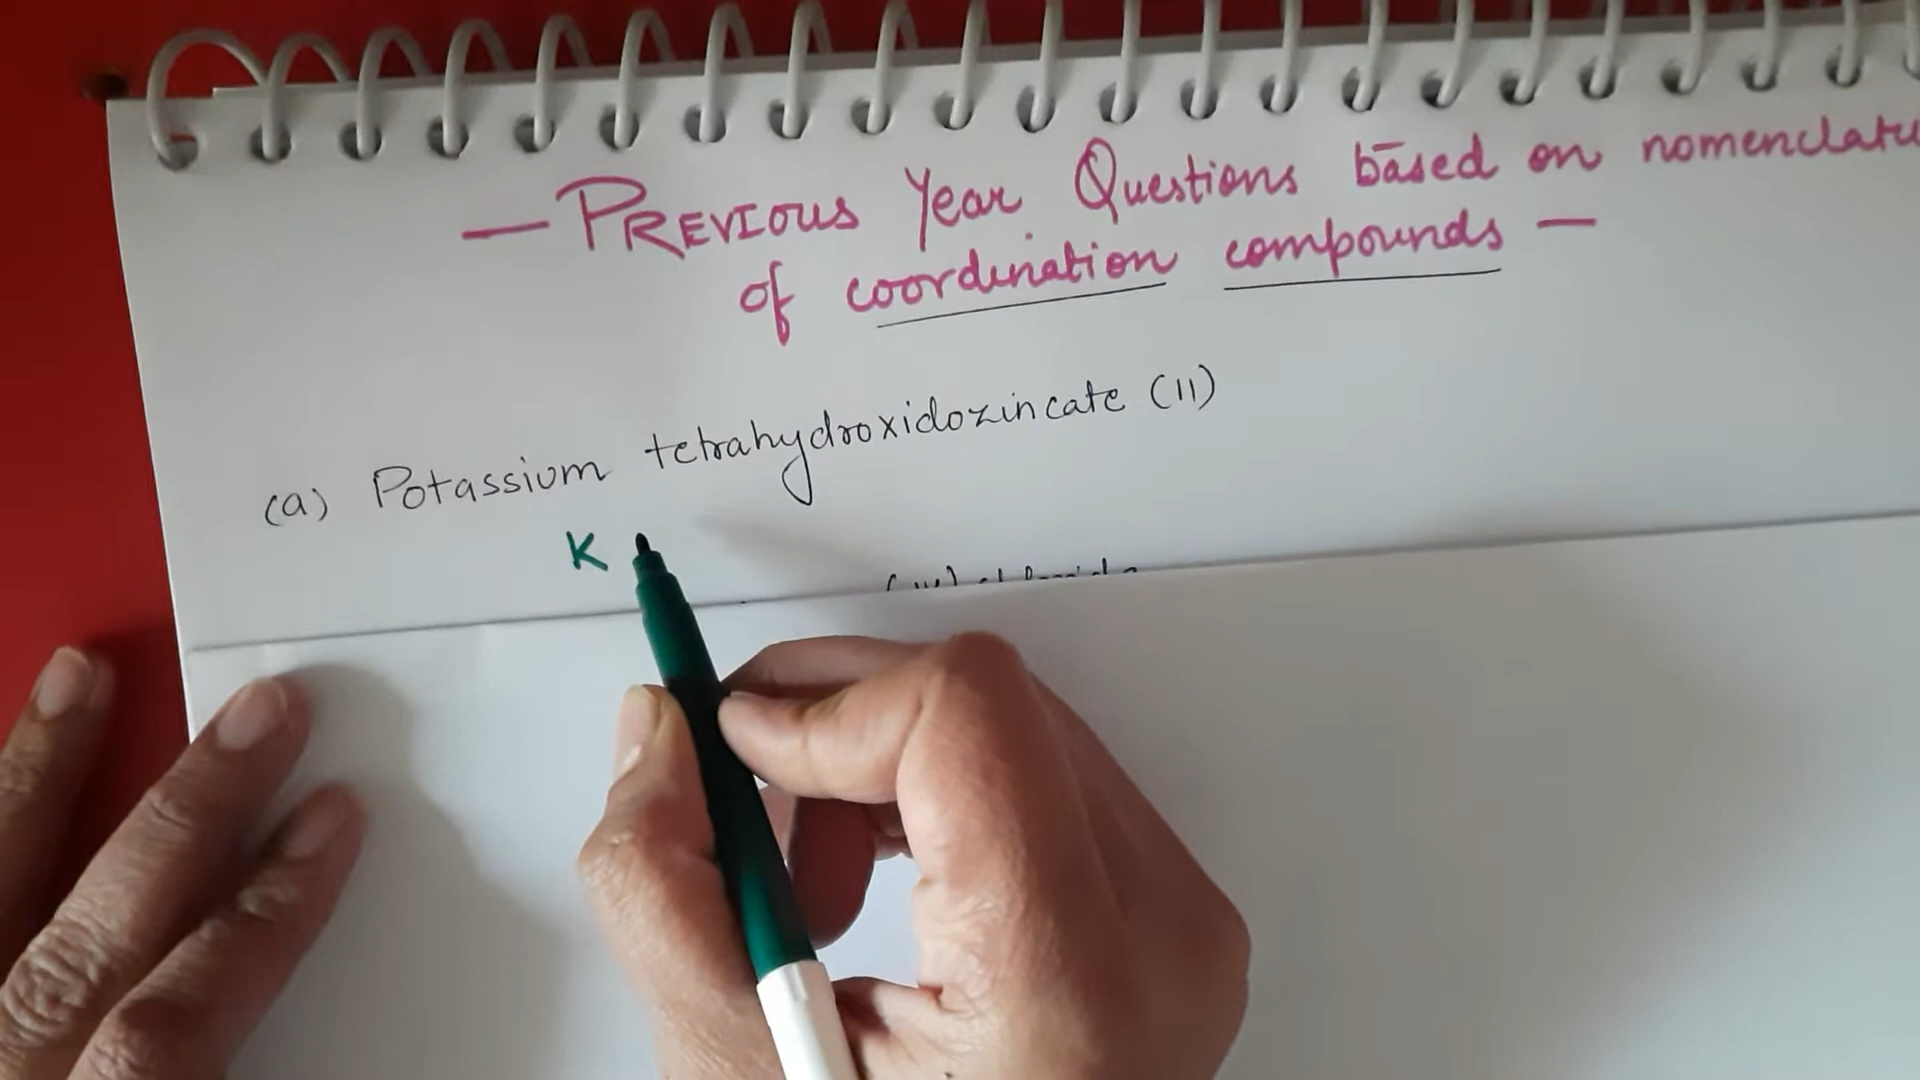 — PREVIOUS Year Questions based on nomenclatu
of coordination compounds —
(a) Potassium tetrahydroxidozincate (II)
K